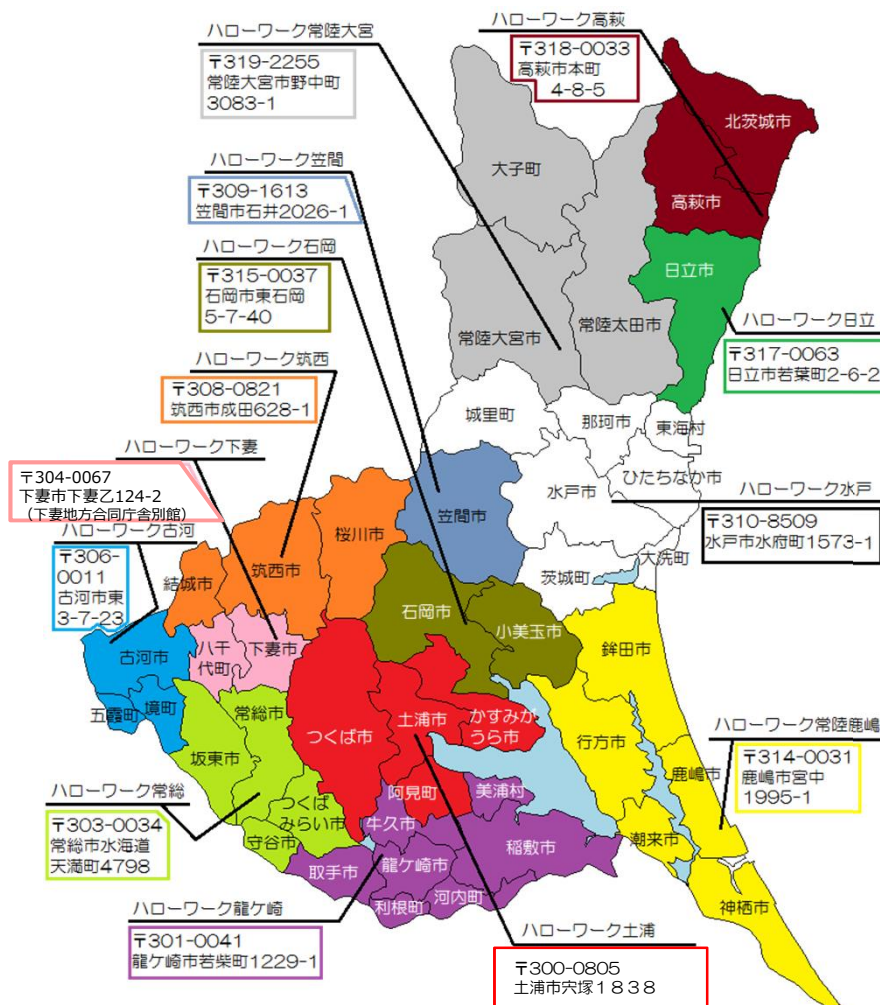 ハローワーク常陸大宮
〒319-2255
常陸大宮市野中町
3083-1
ハローワーク高萩
〒318-0033
高萩市本町
4-8-5
北茨城市
大子町
ハローワーク笠間
〒309-1613
笠間市石井2026-1
高萩市
ハローワーク石岡
〒315-0037
石岡市東石岡
5-7-40
日立市
常陸大宮市
常陸太田市
ハローワーク日立
〒317-0063
日立市若葉町2-6-2
ハローワーク筑西
〒308-0821
筑西市成田628-1
城里町
那珂市
東海村
ハローワーク下妻
〒304-0067
下妻市下妻乙124-2
(下妻地方合同庁舎別館)
水戸市
ひたちなか市
ハローワーク水戸
〒310-8509
水戸市水府町1573-1
笠間市
桜川市
ハローワーク古河
〒306-
0011
古河市東
3-7-23
筑西市
結城市
大洗町
茨城町
石岡市
小美玉市
鉾田市
古河市
八千
代町
下妻市
五霞町
境町
常総市
つくば市
土浦市
かすみが
うら市
行方市
ハローワーク常陸鹿嶋
〒314-0031
鹿嶋市宮中
1995-1
坂東市
鹿嶋市
ハローワーク常総
〒303-0034
常総市水海道
天満町4798
つくば
みらい市
阿見町
美浦村
牛久市
守谷市
稲敷市
潮来市
取手市
龍ケ崎市
利根町
河内町
神栖市
ハローワーク龍ケ崎
〒301-0041
龍ケ崎市若柴町1229-1
ハローワーク土浦
〒300-0805
土浦市宍塚1838